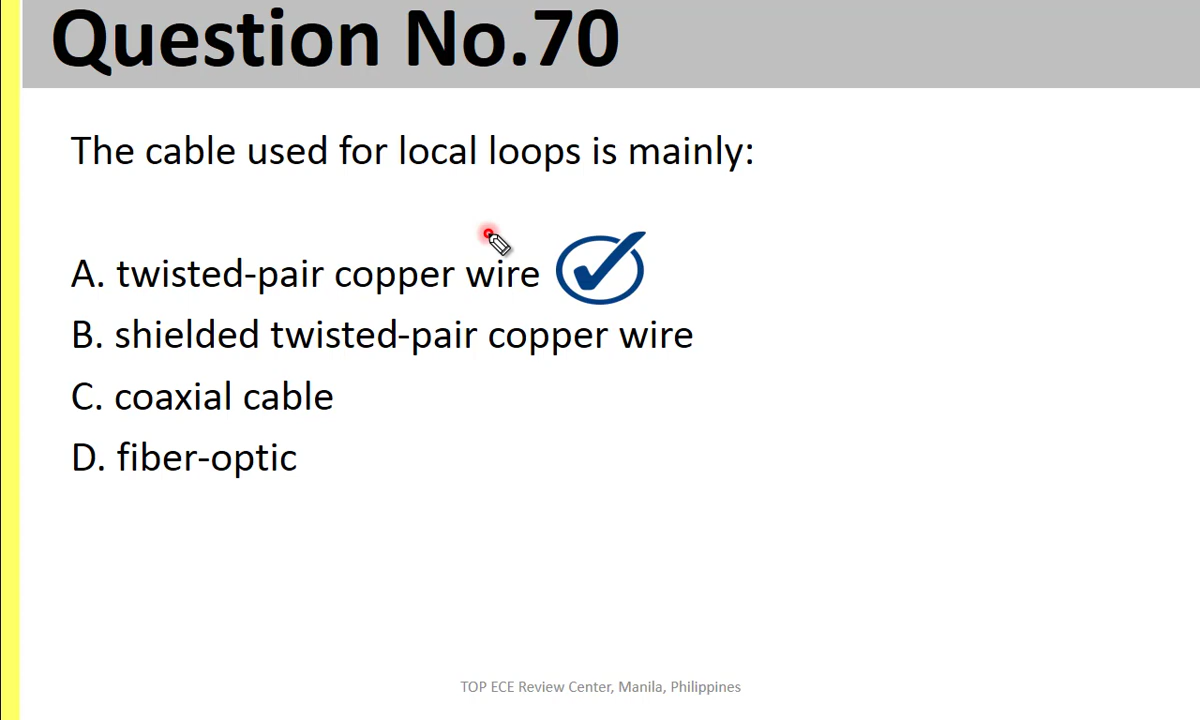 Question No.70
The cable used for local loops is mainly:
A. twisted-pair copper wire
B. shielded twisted-pair copper wire
C. coaxial cable
D. fiber-optic
TOP ECE Review Center, Manila, Philippines